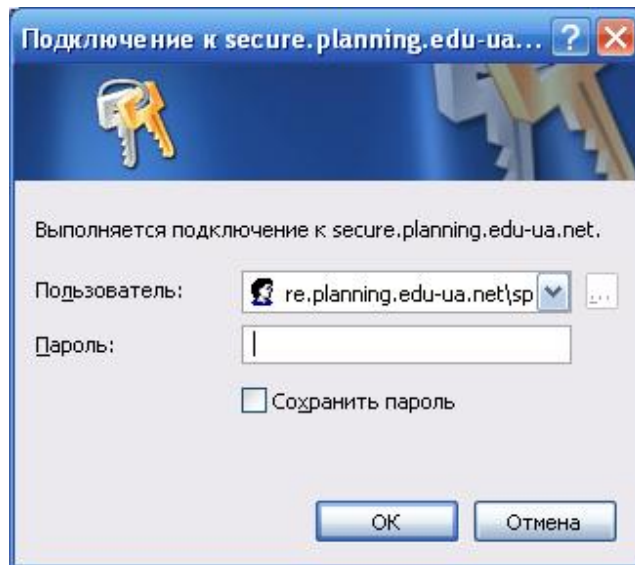 Подключение к secure.planning.edu-ua...
Выполняется подключение к secure.planning.edu-ua.net.
Пользователь: re.planning.edu-ua.net\sp ...
Пароль:
Сохранить пароль
ОК Отмена